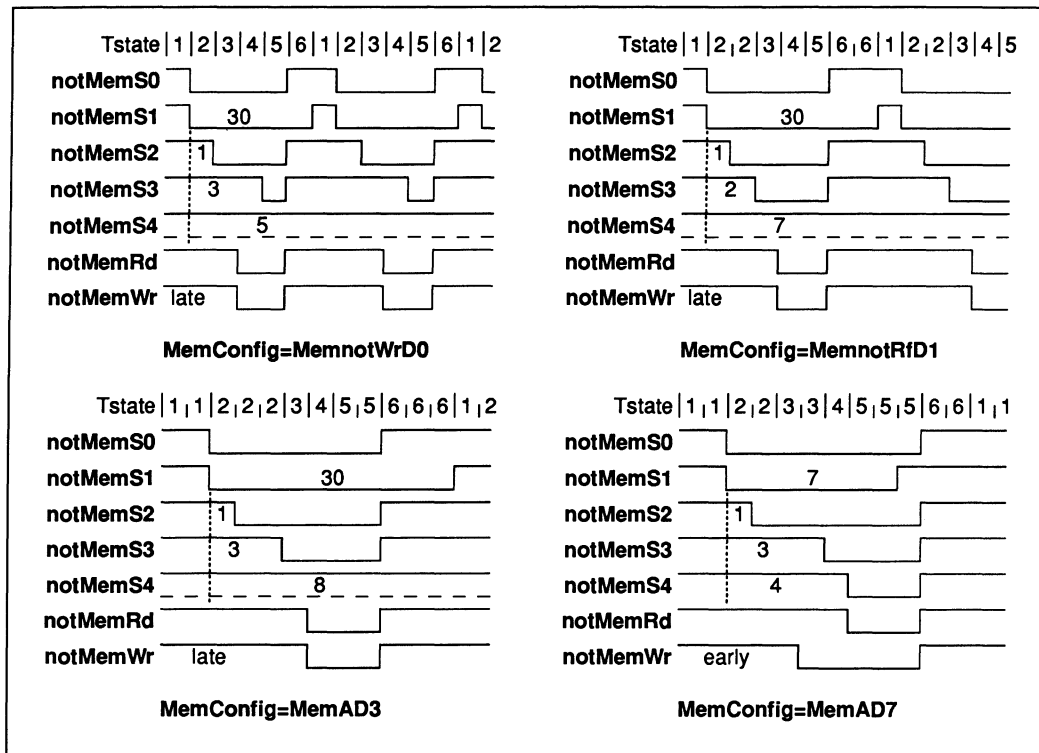 Tstate |1|2|3|4|5|6|1|2|3|4|5|6|1|2
notMemS0
notMemS1 30
notMemS2 1
notMemS3 3
notMemS4 5
notMemRd
notMemWr late
MemConfig=MemnotWrD0
Tstate |1|2|2|3|4|5|6|6|1|2|2|3|4|5
notMemS0
notMemS1 30
notMemS2 1
notMemS3 2
notMemS4 7
notMemRd
notMemWr late
MemConfig=MemnotRfD1
Tstate |1|1|2|2|2|3|4|5|5|6|6|6|1|2
notMemS0
notMemS1 30
notMemS2 1
notMemS3 3
notMemS4 8
notMemRd
notMemWr late
MemConfig=MemAD3
Tstate |1|1|2|2|3|3|4|5|5|5|6|6|1|1
notMemS0
notMemS1 7
notMemS2 1
notMemS3 3
notMemS4 4
notMemRd
notMemWr early
MemConfig=MemAD7